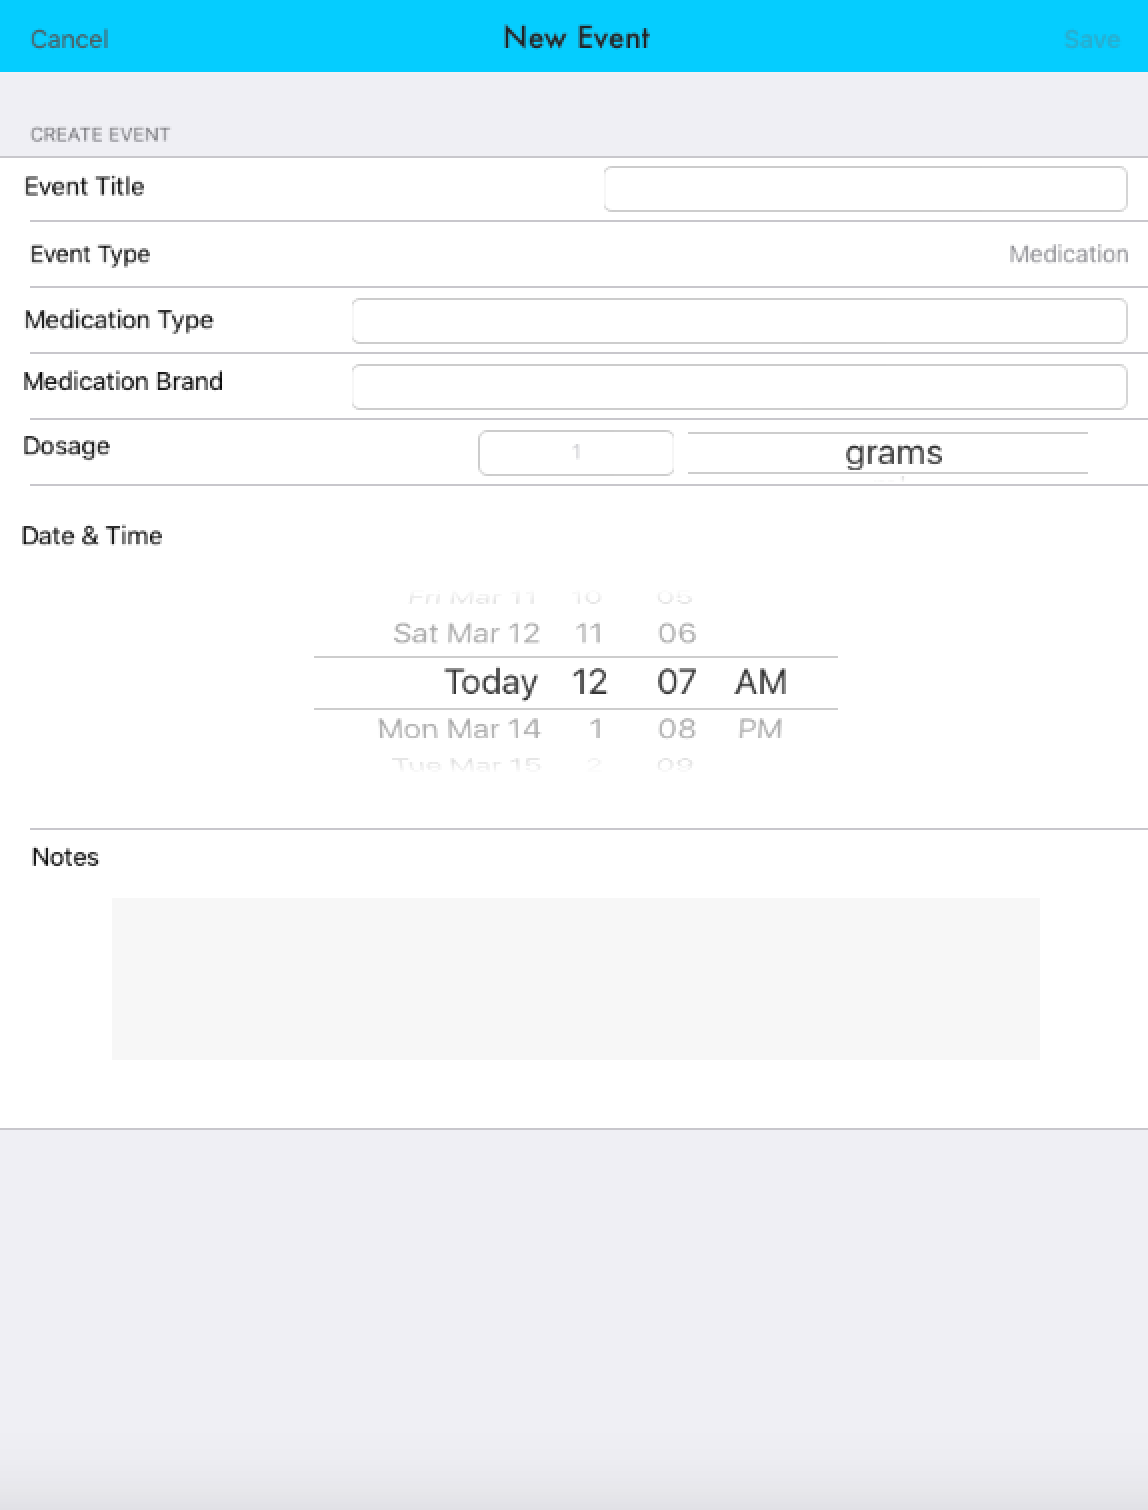 Cancel New Event Save
CREATE EVENT
Event Title
Event Type Medication
Medication Type
Medication Brand
Dosage 1 grams
Date & Time
Fri Mar 11 10 05
Sat Mar 12 11 06
Today 12 07 AM
Mon Mar 14 1 08 PM
Tue Mar 15 2 09
Notes